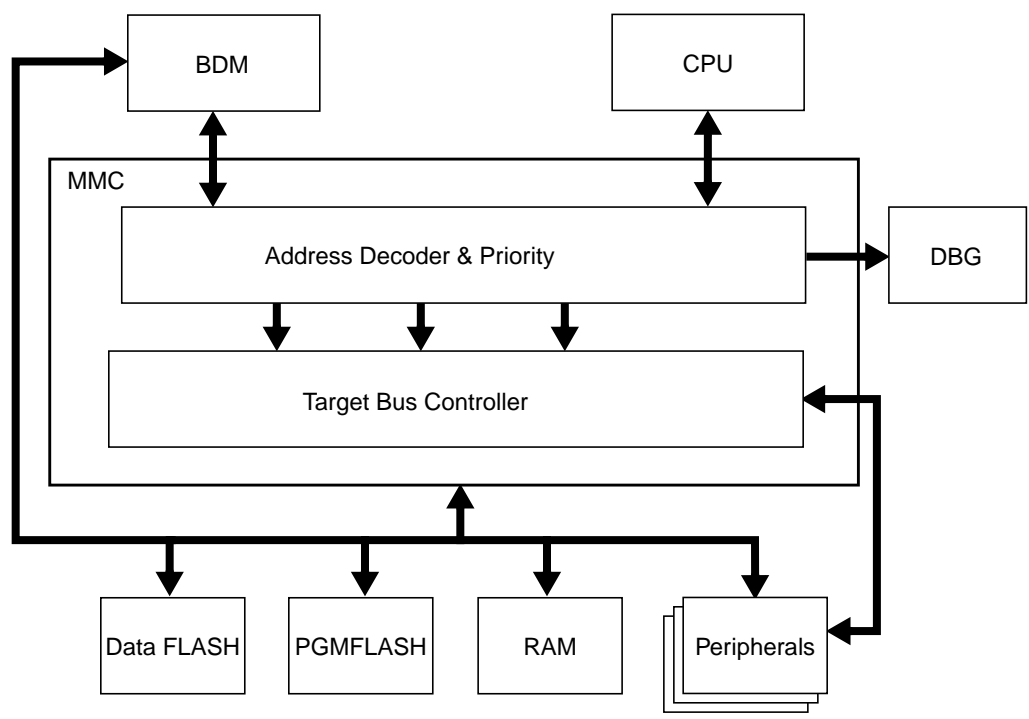 BDM
CPU
MMC
Address Decoder & Priority
DBG
Target Bus Controller
Data FLASH
PGMFLASH
RAM
Peripherals